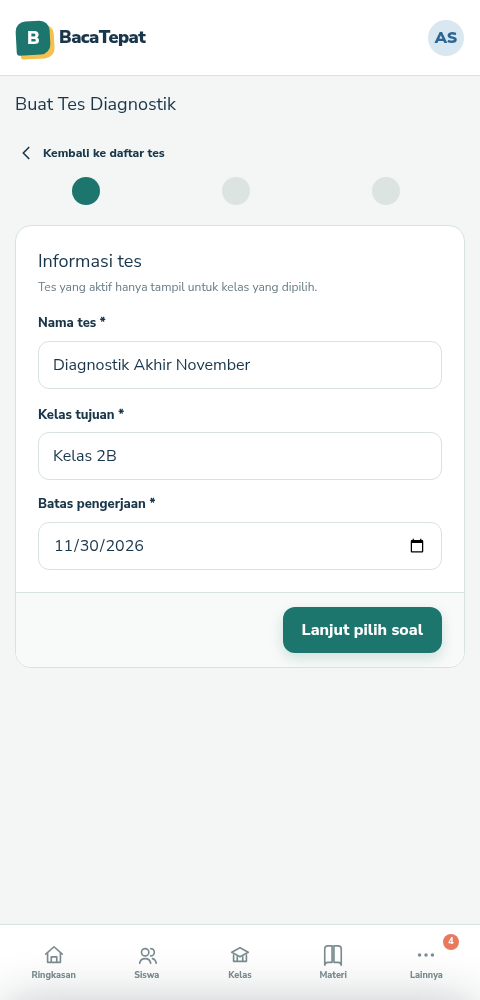 B BacaTepat AS
Buat Tes Diagnostik
Kembali ke daftar tes
Informasi tes
Tes yang aktif hanya tampil untuk kelas yang dipilih.
Nama tes *
Diagnostik Akhir November
Kelas tujuan *
Kelas 2B
Batas pengerjaan *
11/30/2026
Lanjut pilih soal
4
Ringkasan Siswa Kelas Materi Lainnya